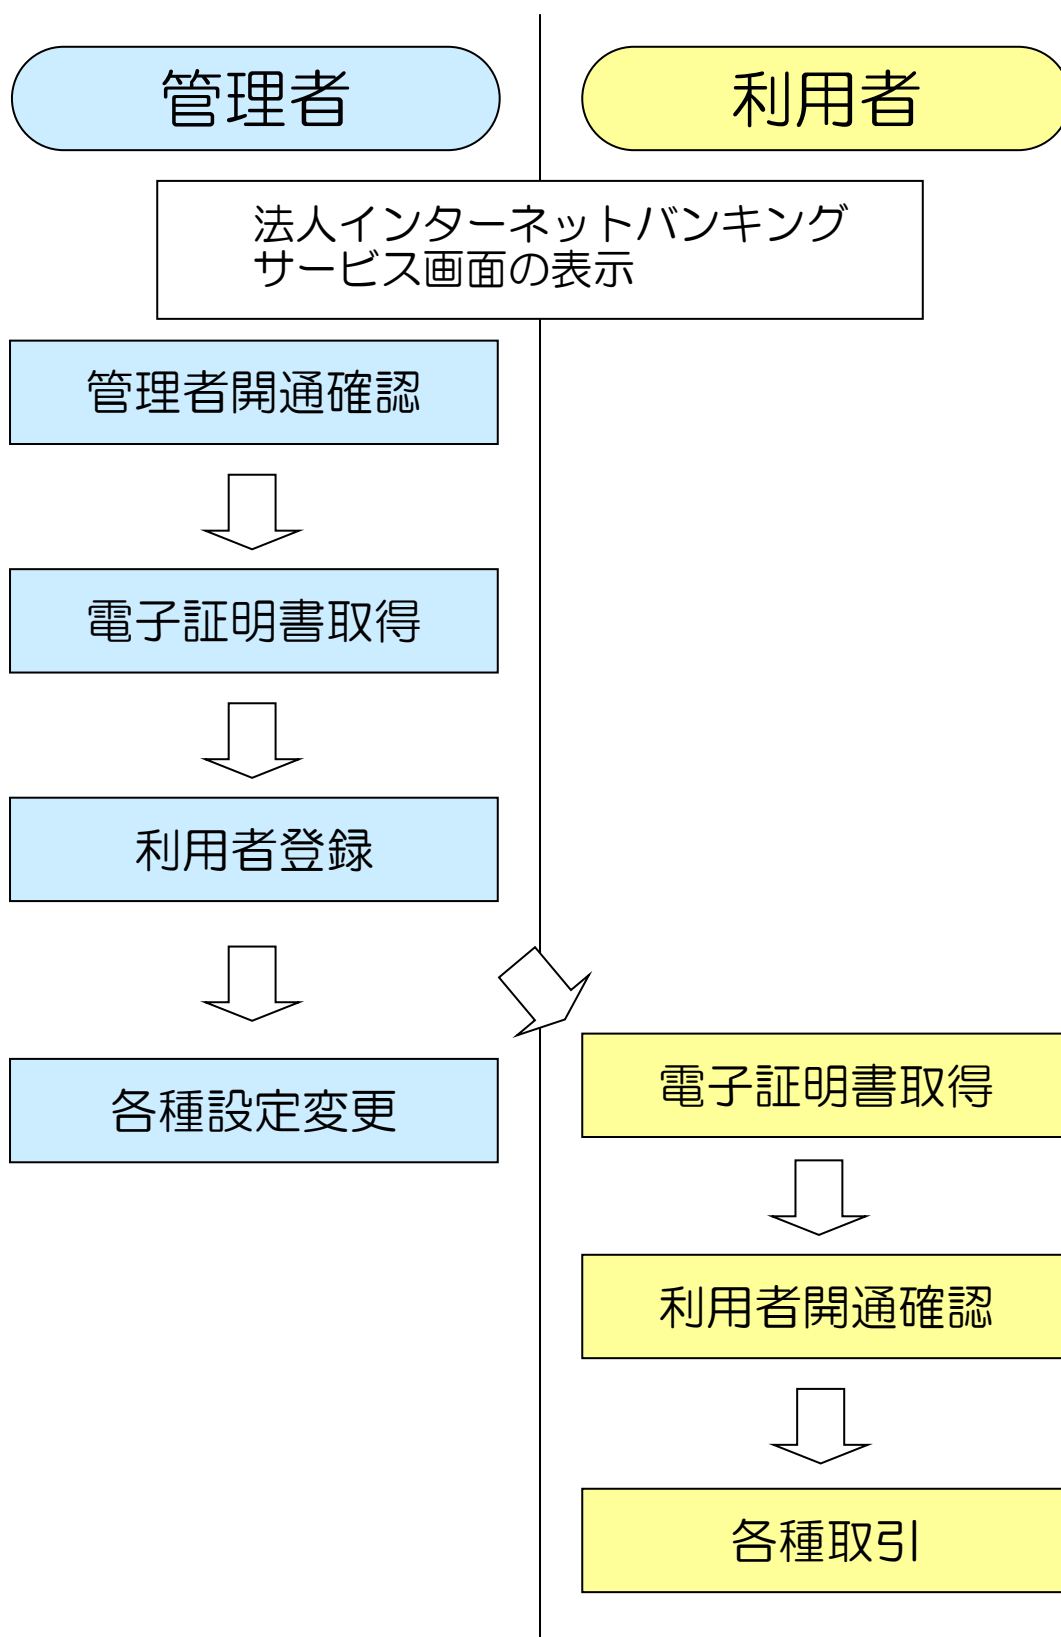 管理者
利用者
法人インターネットバンキング
サービス画面の表示
管理者開通確認
電子証明書取得
利用者登録
各種設定変更
電子証明書取得
利用者開通確認
各種取引